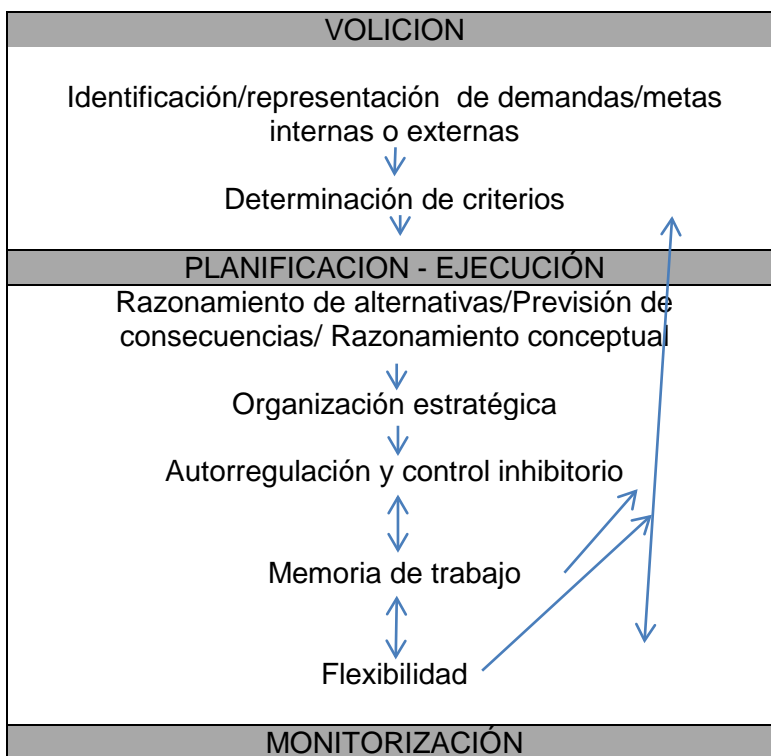 VOLICION
Identificación/representación de demandas/metas
internas o externas
Determinación de criterios
PLANIFICACION - EJECUCIÓN
Razonamiento de alternativas/Previsión de
consecuencias/ Razonamiento conceptual
Organización estratégica
Autorregulación y control inhibitorio
Memoria de trabajo
Flexibilidad
MONITORIZACIÓN